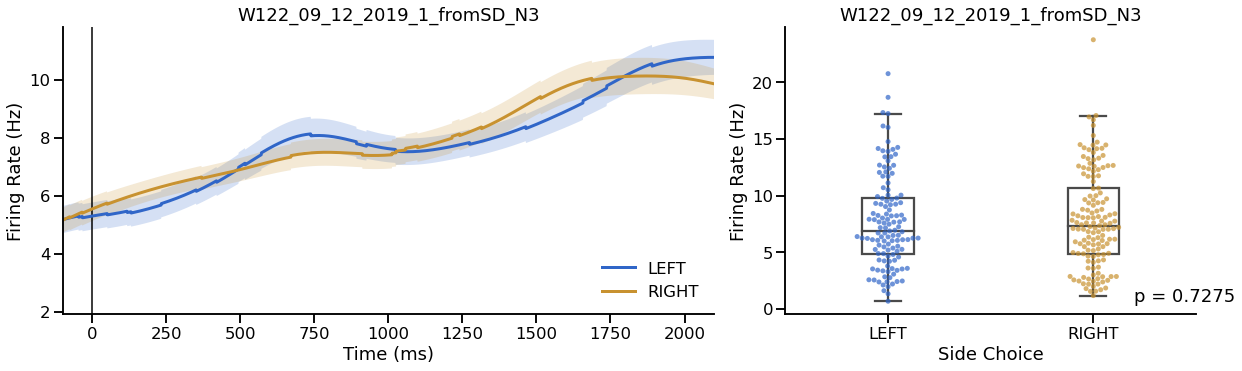 W122_09_12_2019_1_fromSD_N3
Firing Rate (Hz)
10
8
6
4
2
0
250
500
750
1000
1250
1500
1750
2000
Time (ms)
LEFT
RIGHT
W122_09_12_2019_1_fromSD_N3
Firing Rate (Hz)
20
15
10
5
0
p = 0.7275
LEFT
RIGHT
Side Choice